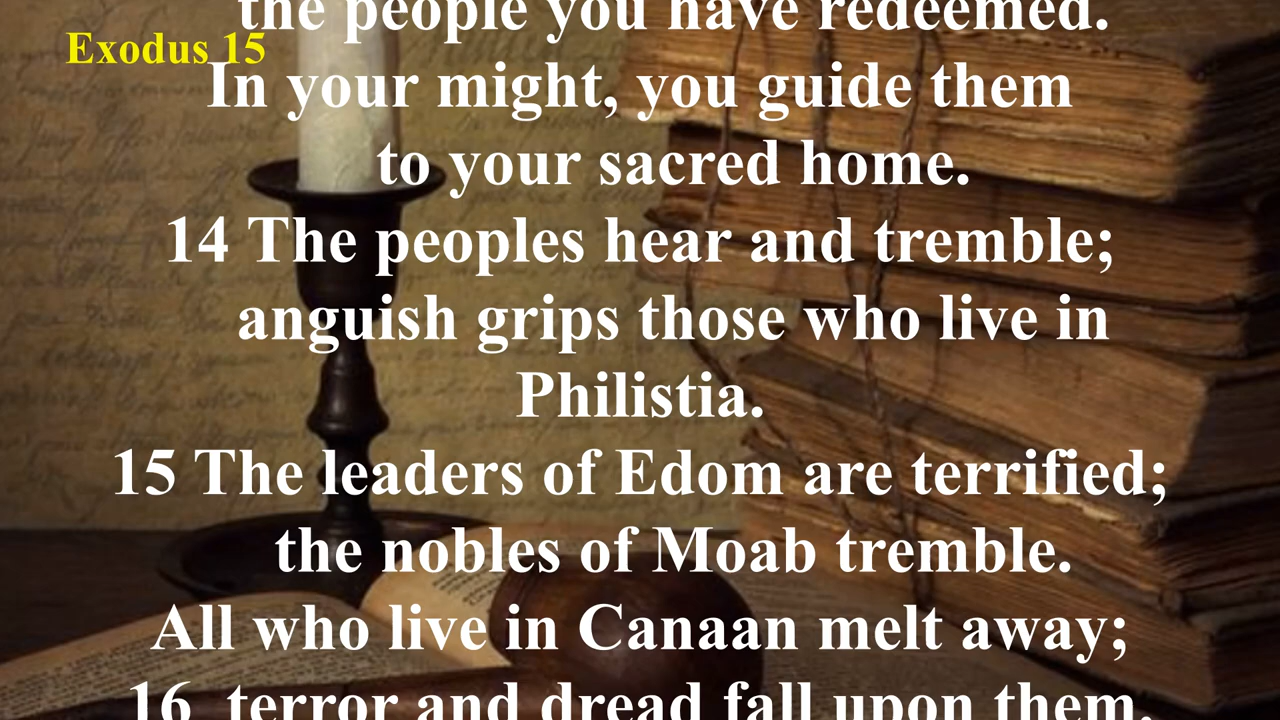 the people you have redeemed.
Exodus 15
In your might, you guide them
to your sacred home.
14 The peoples hear and tremble;
anguish grips those who live in
Philistia.
15 The leaders of Edom are terrified;
the nobles of Moab tremble.
All who live in Canaan melt away;
16 terror and dread fall upon them.